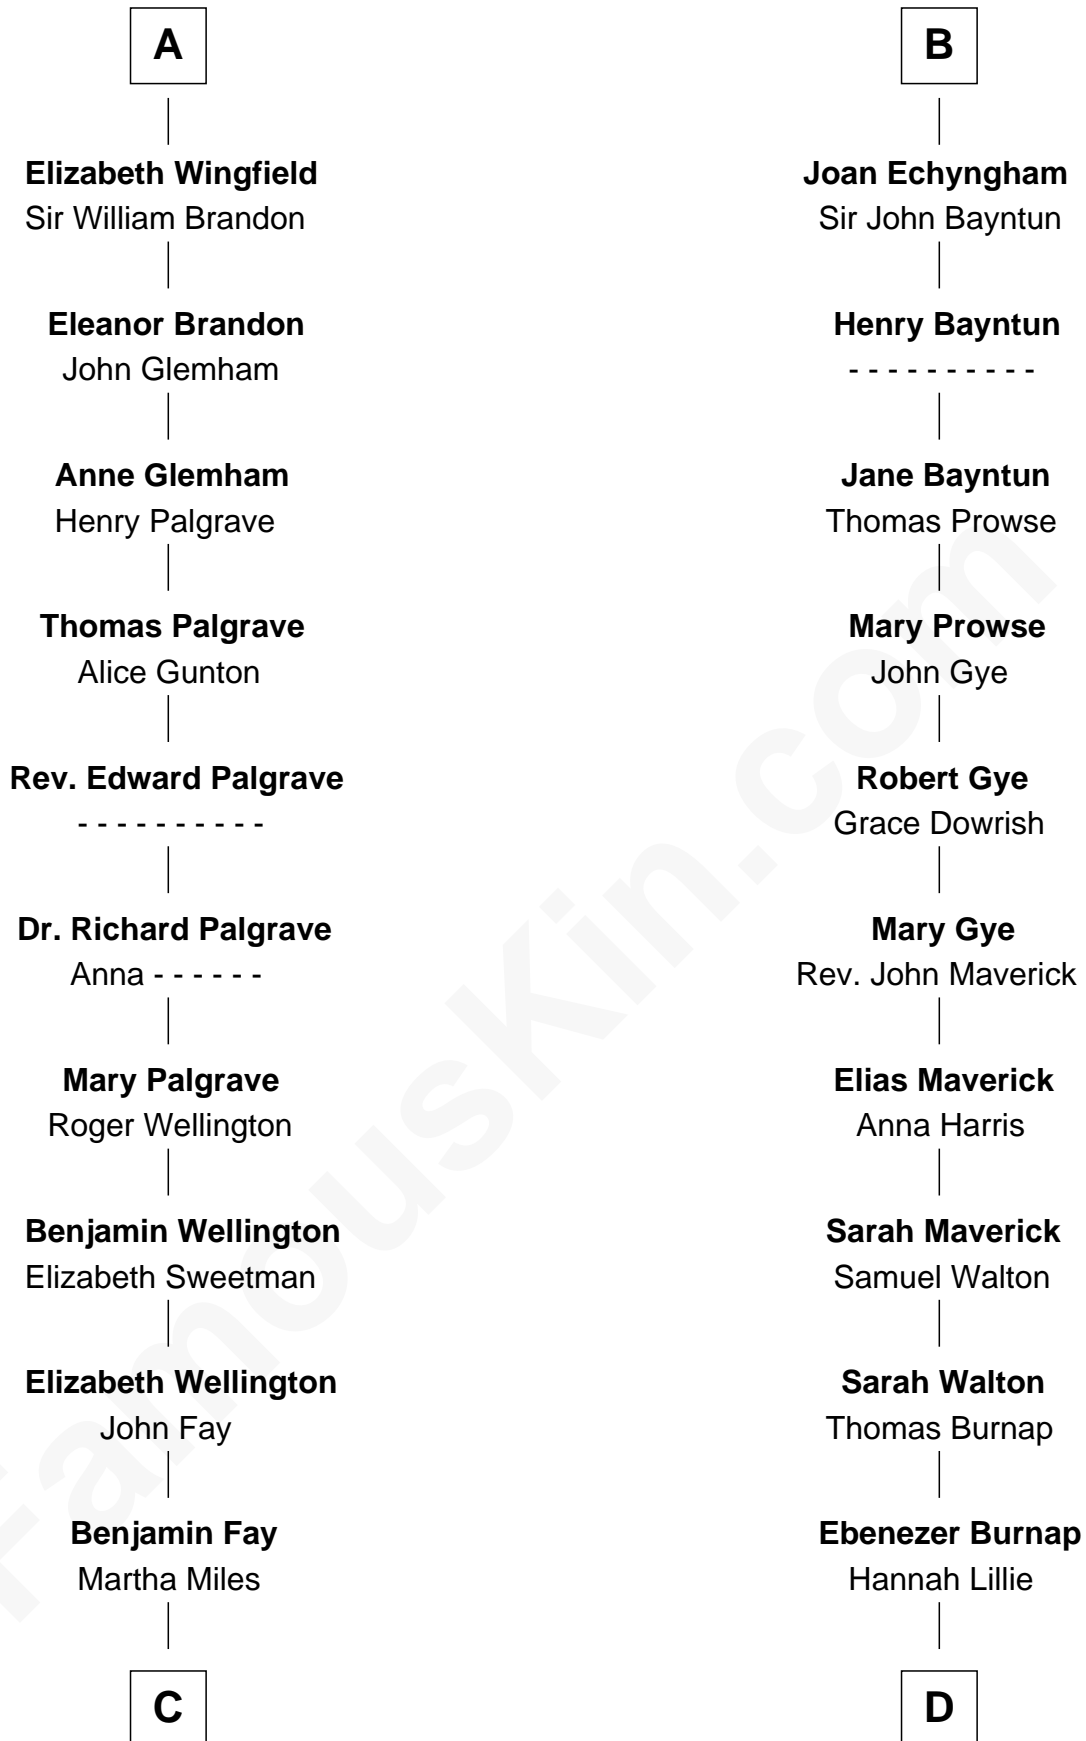 A
Elizabeth Wingfield
Sir William Brandon
Eleanor Brandon
John Glemham
Anne Glemham
Henry Palgrave
Thomas Palgrave
Alice Gunton
Rev. Edward Palgrave
- - - - - - - - - -
Dr. Richard Palgrave
Anna - - - - - -
Mary Palgrave
Roger Wellington
Benjamin Wellington
Elizabeth Sweetman
Elizabeth Wellington
John Fay
Benjamin Fay
Martha Miles
C
B
Joan Echyngham
Sir John Bayntun
Henry Bayntun
- - - - - - - - - -
Jane Bayntun
Thomas Prowse
Mary Prowse
John Gye
Robert Gye
Grace Dowrish
Mary Gye
Rev. John Maverick
Elias Maverick
Anna Harris
Sarah Maverick
Samuel Walton
Sarah Walton
Thomas Burnap
Ebenezer Burnap
Hannah Lillie
D
FamousKin.com